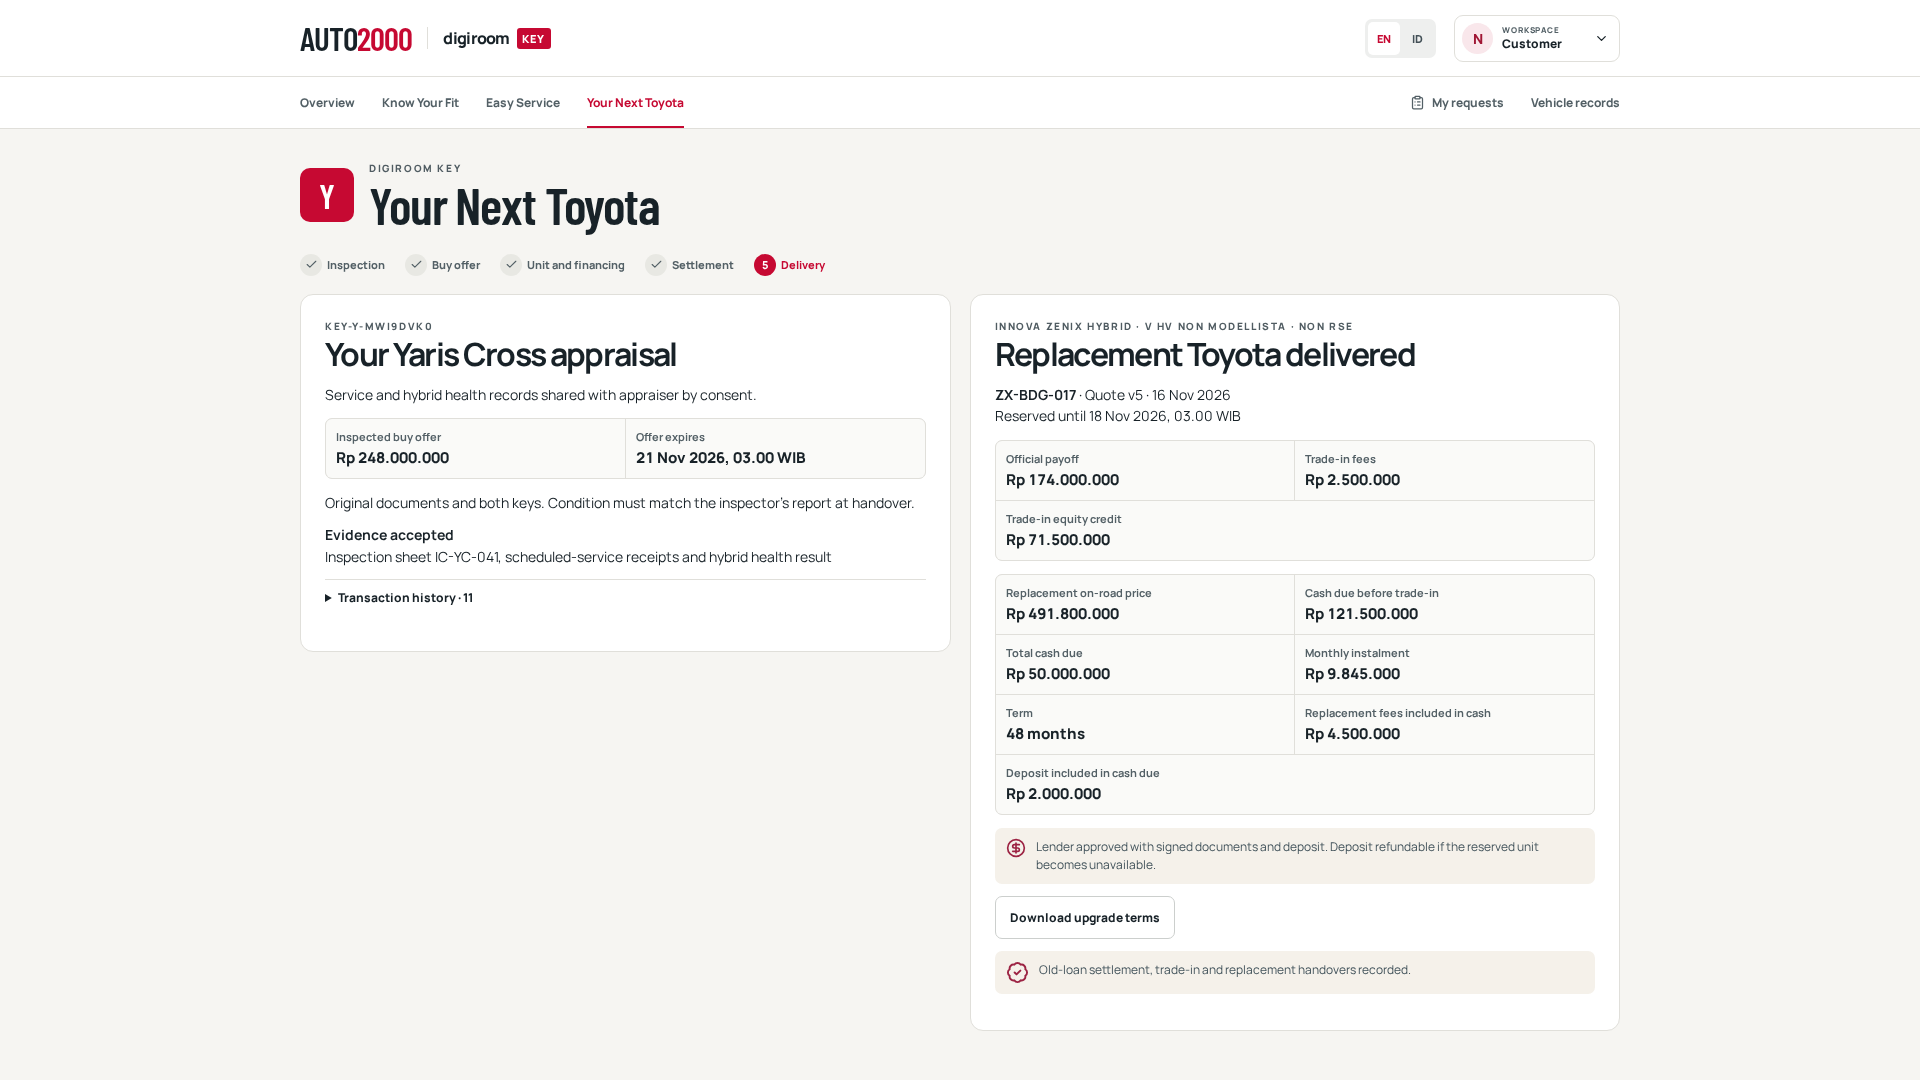 AUTO2000
digiroom KEY
EN ID
N
WORKSPACE
Customer
Overview
Know Your Fit
Easy Service
Your Next Toyota
My requests
Vehicle records
Y
DIGIROOM KEY
Your Next Toyota
Inspection
Buy offer
Unit and financing
Settlement
5 Delivery
KEY-Y-MWI9DVK0
Your Yaris Cross appraisal
Service and hybrid health records shared with appraiser by consent.
Inspected buy offer
Rp 248.000.000
Offer expires
21 Nov 2026, 03.00 WIB
Original documents and both keys. Condition must match the inspector's report at handover.
Evidence accepted
Inspection sheet IC-YC-041, scheduled-service receipts and hybrid health result
Transaction history · 11
INNOVA ZENIX HYBRID · V HV NON MODELLISTA · NON RSE
Replacement Toyota delivered
ZX-BDG-017 · Quote v5 · 16 Nov 2026
Reserved until 18 Nov 2026, 03.00 WIB
Official payoff
Rp 174.000.000
Trade-in fees
Rp 2.500.000
Trade-in equity credit
Rp 71.500.000
Replacement on-road price
Rp 491.800.000
Cash due before trade-in
Rp 121.500.000
Total cash due
Rp 50.000.000
Monthly instalment
Rp 9.845.000
Term
48 months
Replacement fees included in cash
Rp 4.500.000
Deposit included in cash due
Rp 2.000.000
Lender approved with signed documents and deposit. Deposit refundable if the reserved unit
becomes unavailable.
Download upgrade terms
Old-loan settlement, trade-in and replacement handovers recorded.